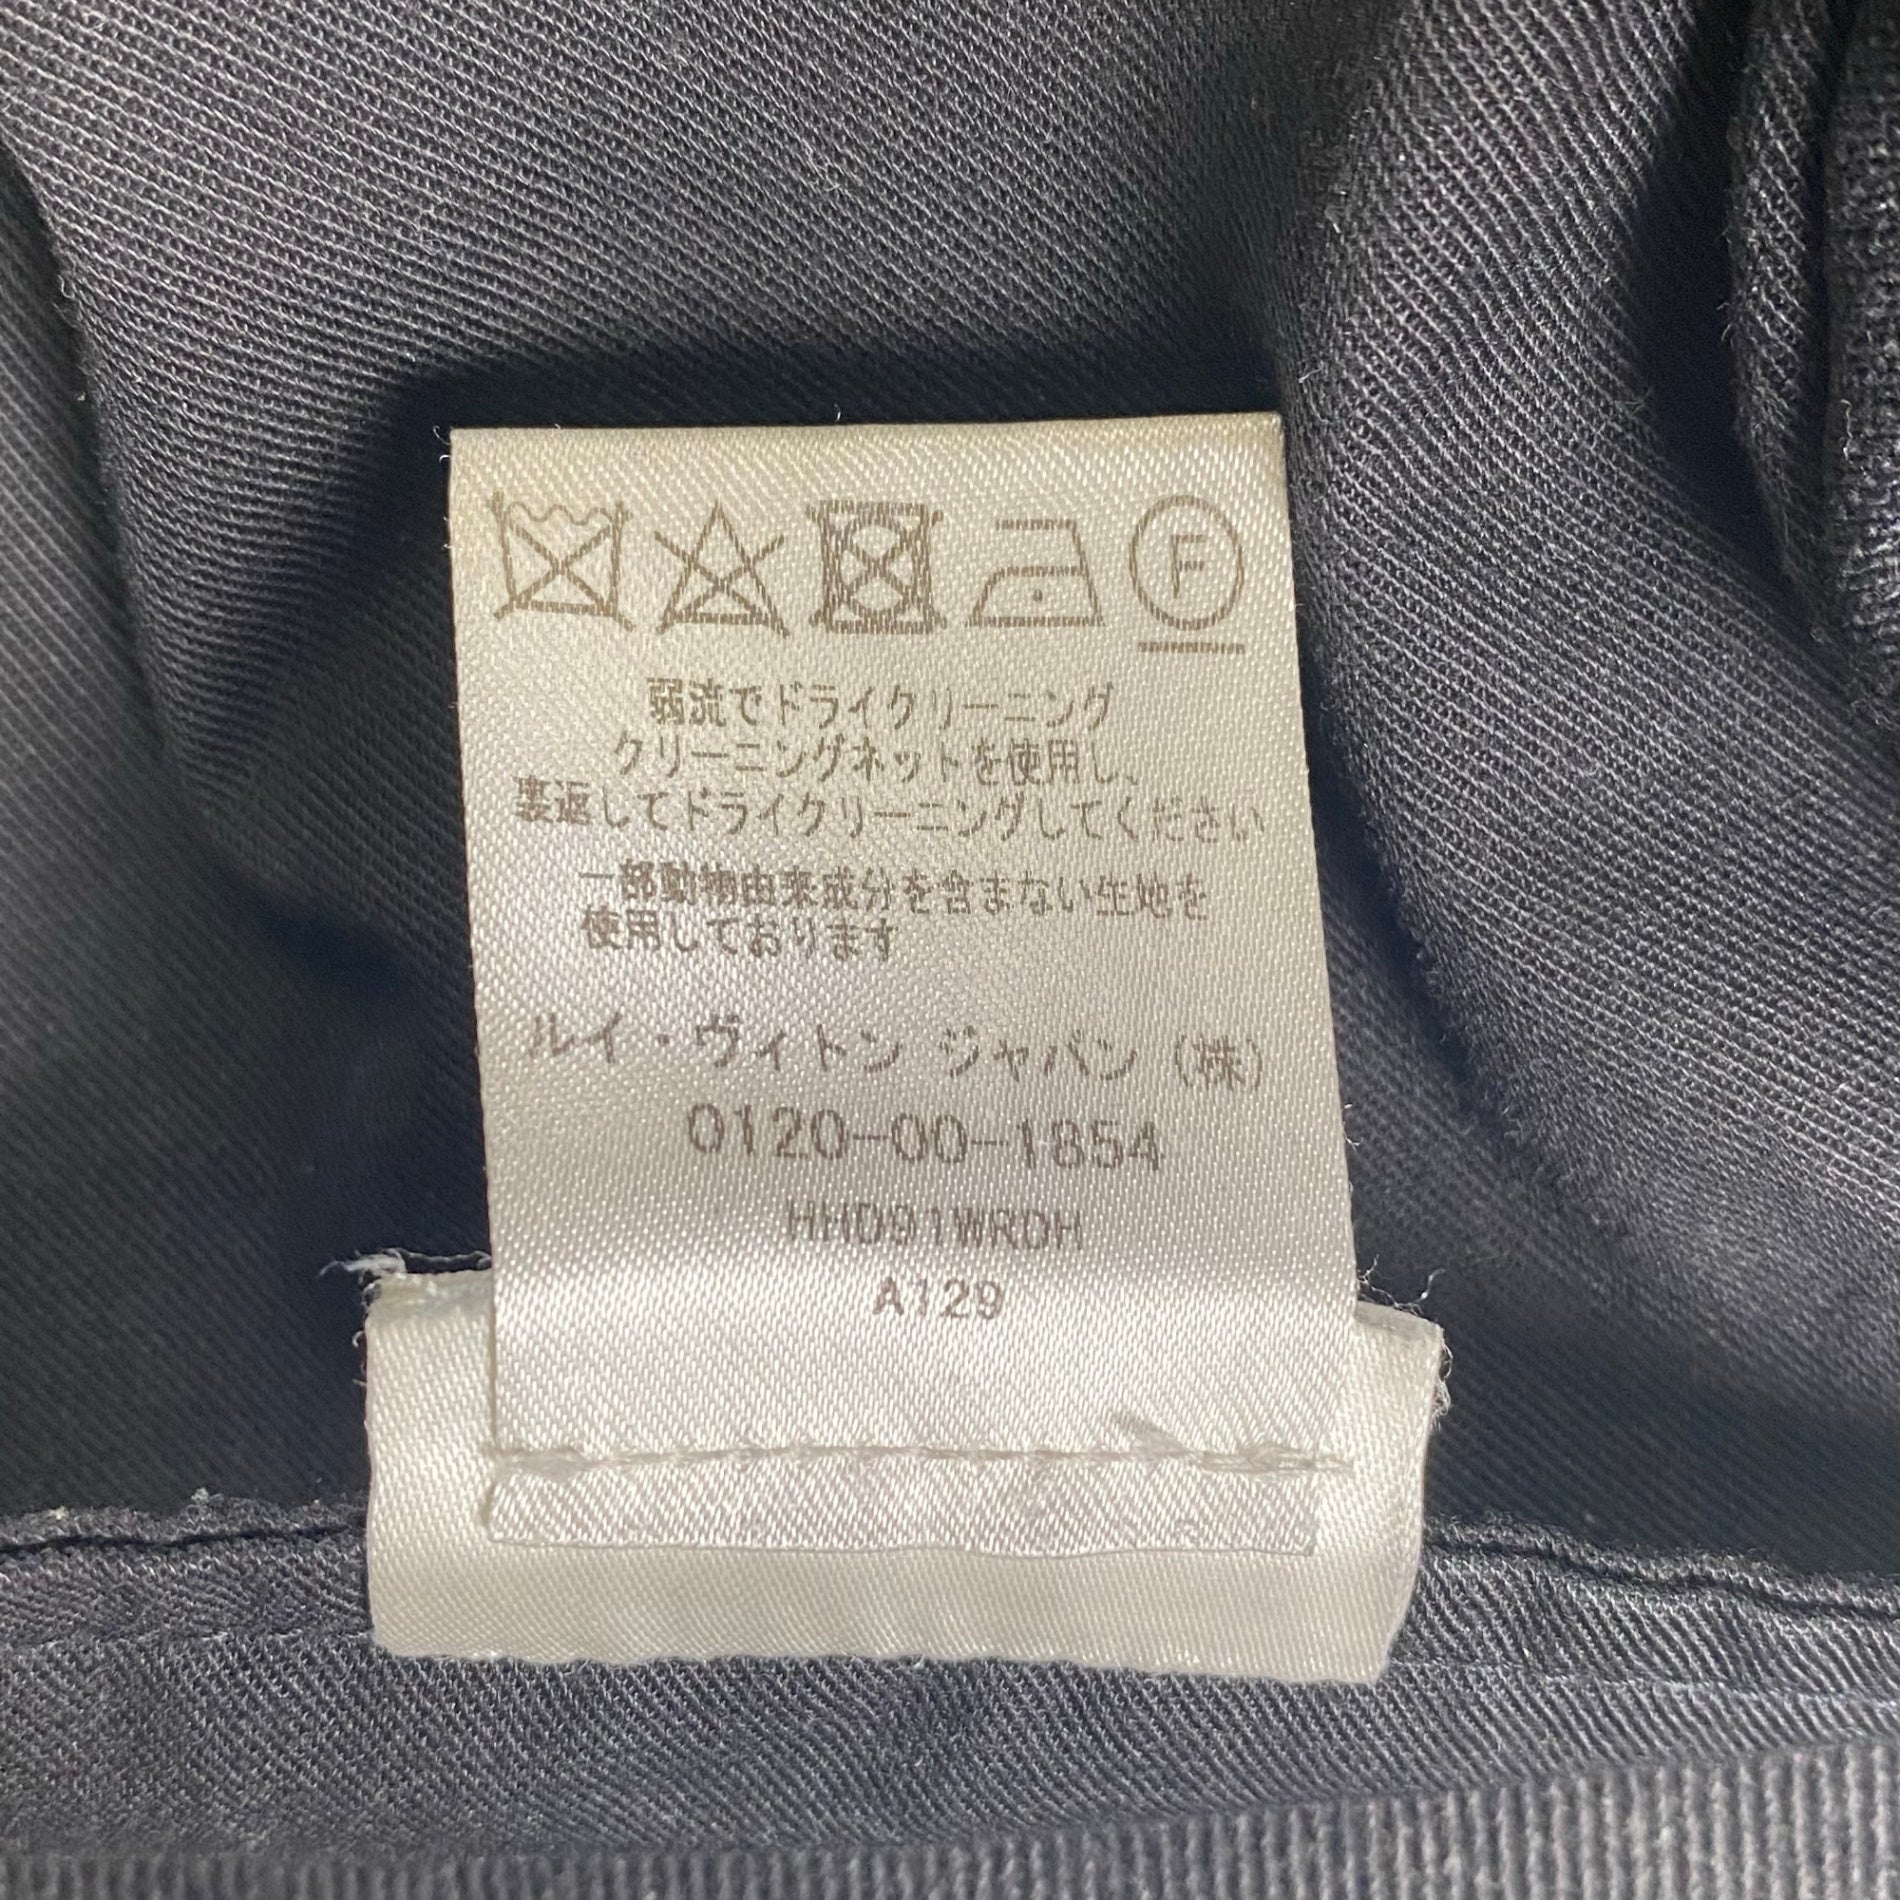 F
弱流でドライクリーニング
クリーニングネットを使用し、
裏返してドライクリーニングしてください
一部動物由来成分を含まない生地を
使用しております
ルイ・ヴィトン ジャパン (株)
0120-00-1854
HHD91WRDH
A129